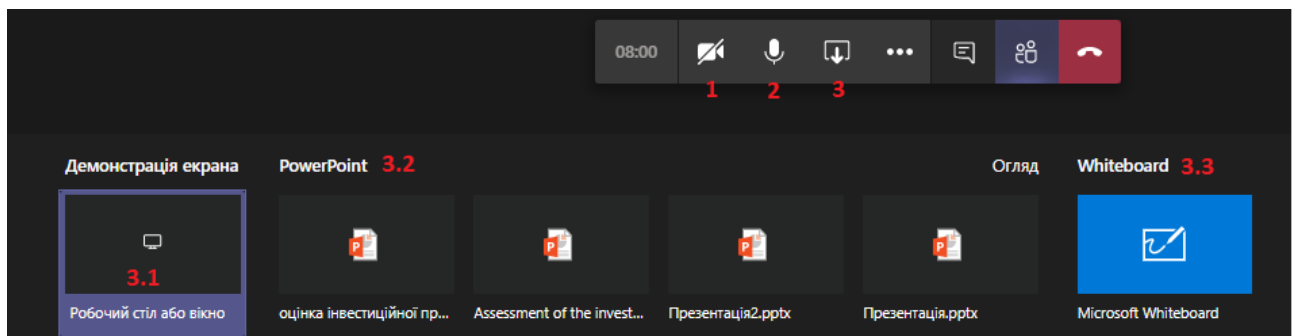 08:00
1 2 3
Демонстрація екрана PowerPoint 3.2 Огляд Whiteboard 3.3
P P P P
3.1
Робочий стіл або вікно оцінка інвестиційної пр... Assessment of the invest... Презентація2.pptx Презентація.pptx Microsoft Whiteboard